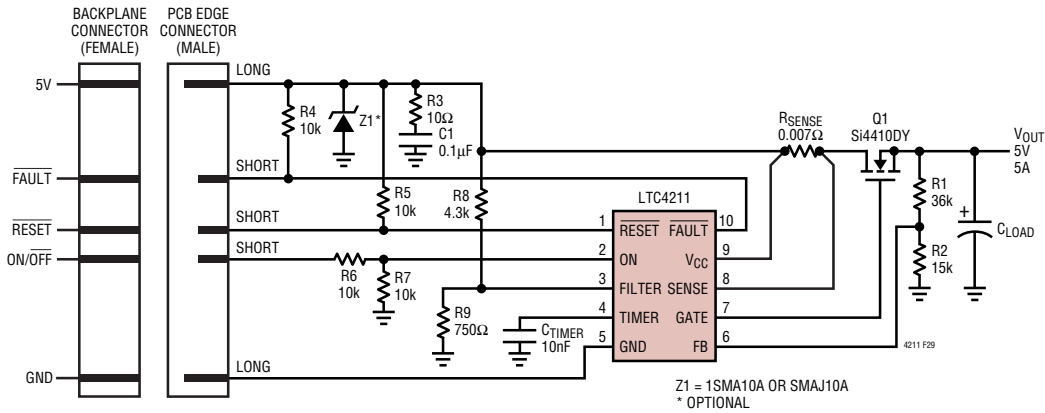 BACKPLANE
CONNECTOR
(FEMALE)
PCB EDGE
CONNECTOR
(MALE)
LONG
5V
R4
10k
Z1*
R3
10Ω
C1
0.1µF
RSENSE
0.007Ω
Q1
Si4410DY
VOUT
5V
5A
SHORT
FAULT
R5
10k
R8
4.3k
R1
36k
+
CLOAD
LTC4211
SHORT
RESET
1
RESET
FAULT
10
SHORT
ON/OFF
2
ON
VCC
9
R6
10k
R7
10k
R2
15k
3
FILTER
SENSE
8
R9
750Ω
4
TIMER
GATE
7
CTIMER
10nF
5
GND
FB
6
4211 F29
LONG
GND
Z1 = 1SMA10A OR SMAJ10A
* OPTIONAL